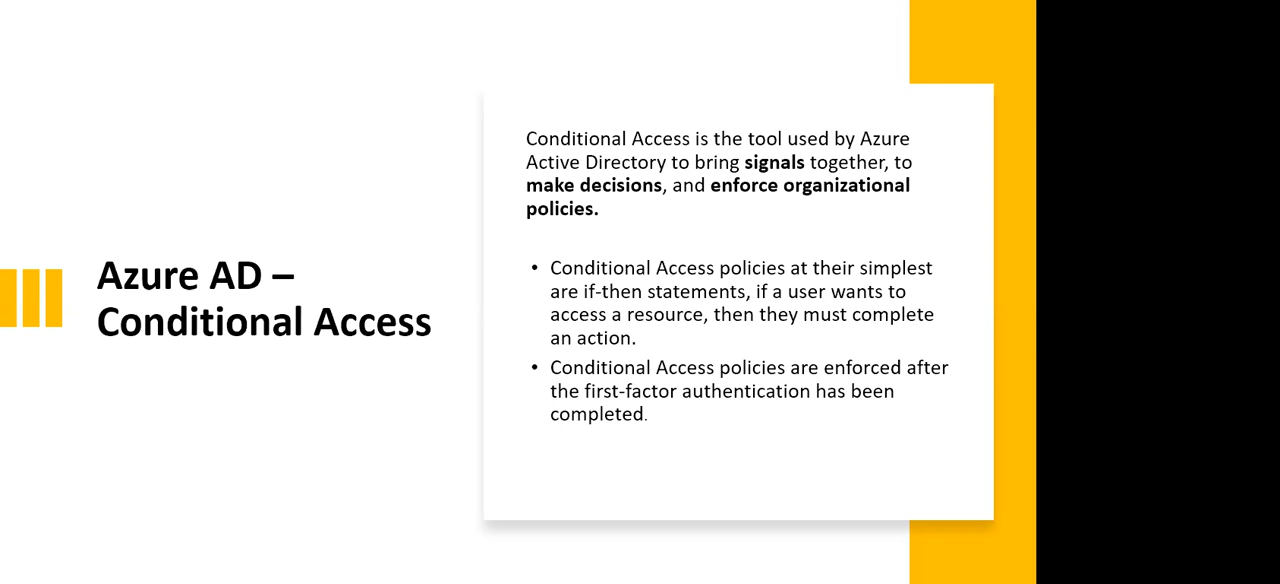 Azure AD –
Conditional Access
Conditional Access is the tool used by Azure
Active Directory to bring signals together, to
make decisions, and enforce organizational
policies.
• Conditional Access policies at their simplest
are if-then statements, if a user wants to
access a resource, then they must complete
an action.
• Conditional Access policies are enforced after
the first-factor authentication has been
completed.